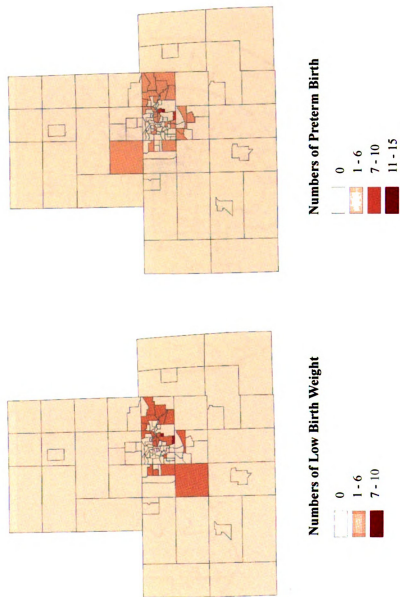 Numbers of Preterm Birth
0
1 - 6
7 - 10
11 - 15
Numbers of Low Birth Weight
0
1 - 6
7 - 10